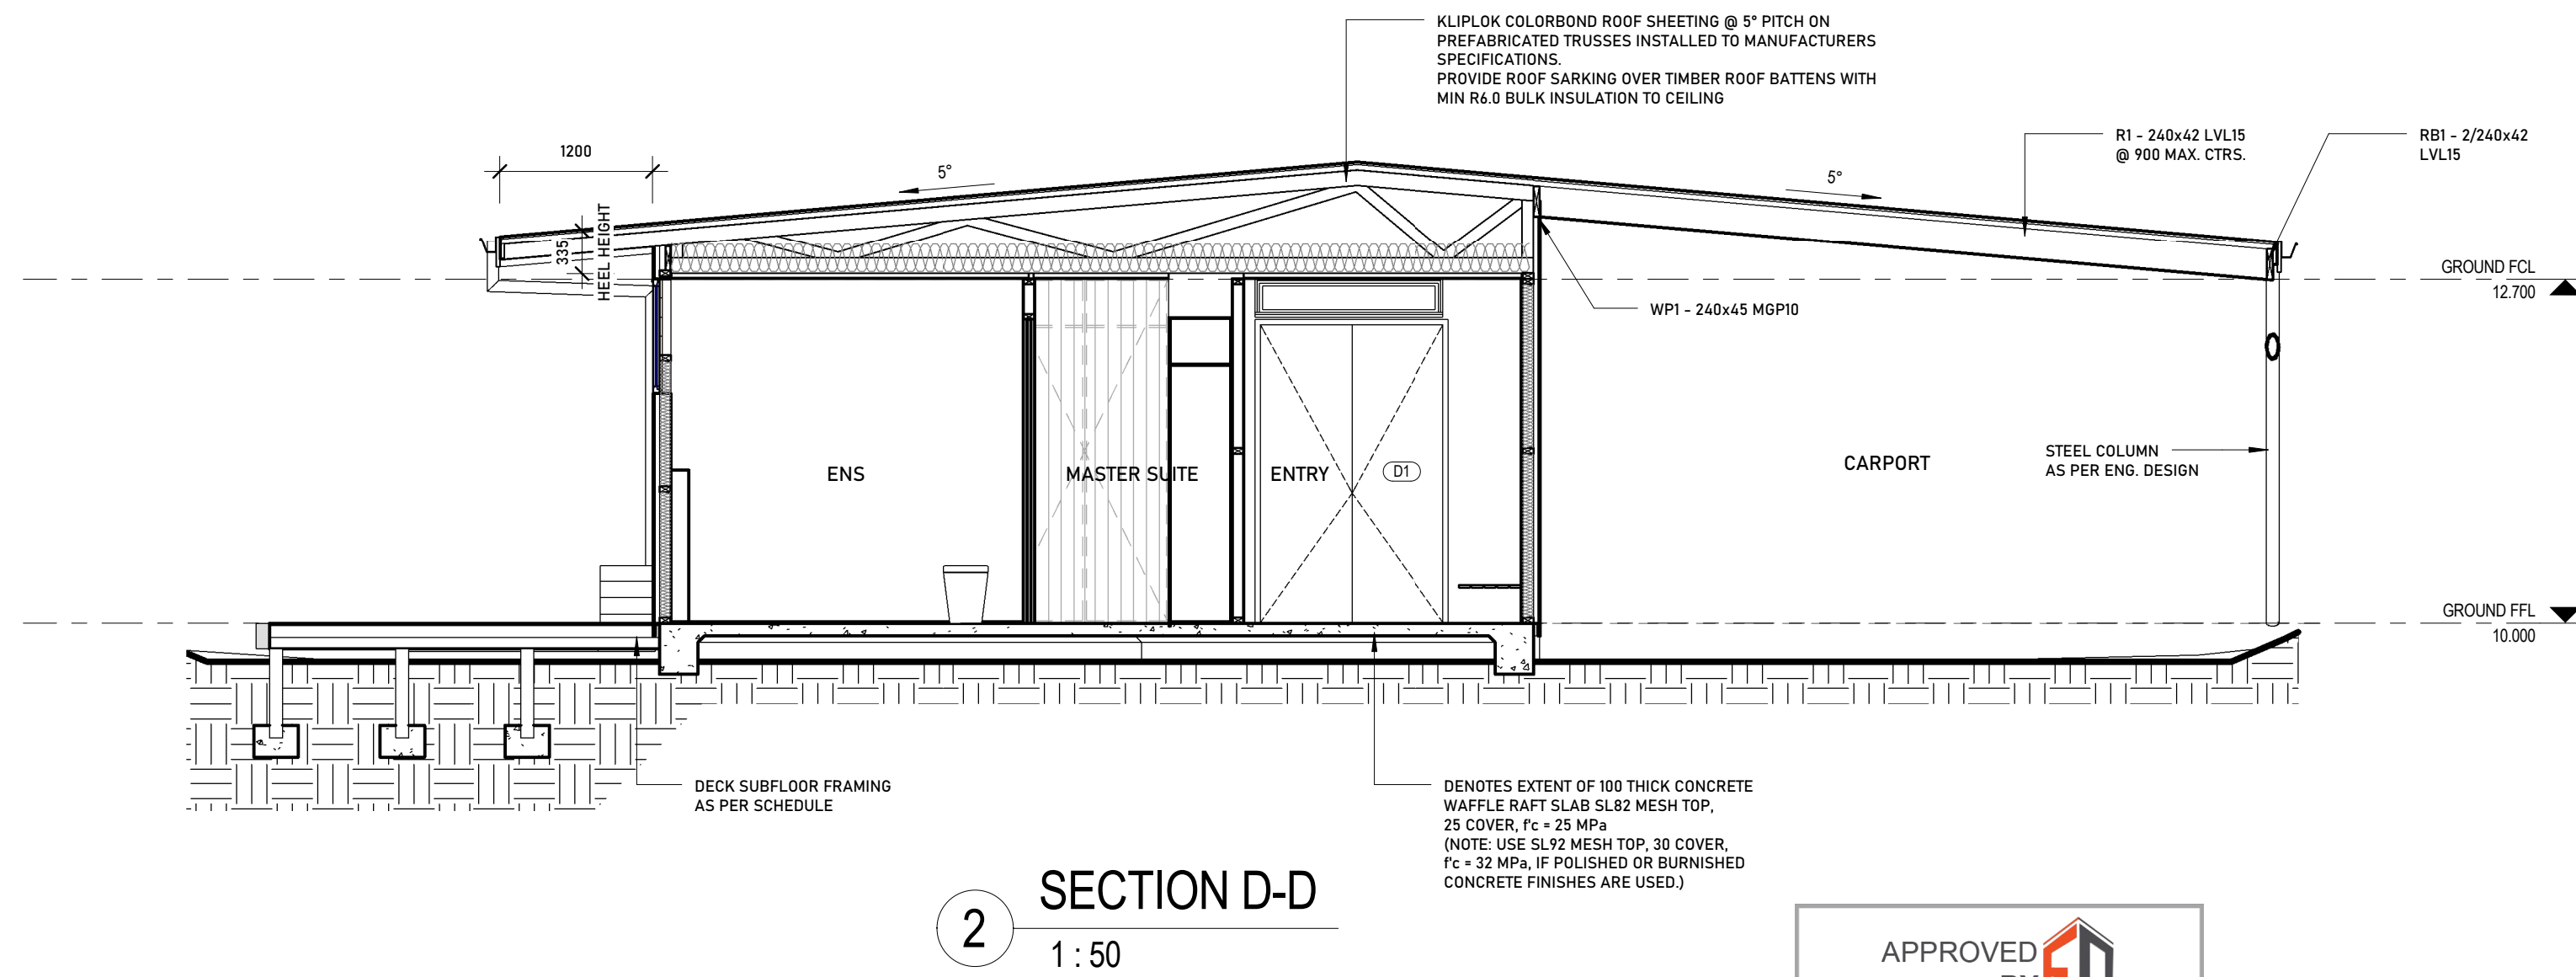 KLIPLOK COLORBOND ROOF SHEETING @ 5° PITCH ON
PREFABRICATED TRUSSES INSTALLED TO MANUFACTURERS
SPECIFICATIONS.
PROVIDE ROOF SARKING OVER TIMBER ROOF BATTENS WITH
MIN R6.0 BULK INSULATION TO CEILING
R1 - 240x42 LVL15
@ 900 MAX. CTRS.
RB1 - 2/240x42
LVL15
1200
5°
5°
335
HEEL HEIGHT
GROUND FCL
12.700
WP1 - 240x45 MGP10
ENS
MASTER SUITE
ENTRY
D1
CARPORT
STEEL COLUMN
AS PER ENG. DESIGN
GROUND FFL
10.000
DECK SUBFLOOR FRAMING
AS PER SCHEDULE
DENOTES EXTENT OF 100 THICK CONCRETE
WAFFLE RAFT SLAB SL82 MESH TOP,
25 COVER, f'c = 25 MPa
(NOTE: USE SL92 MESH TOP, 30 COVER,
f'c = 32 MPa, IF POLISHED OR BURNISHED
CONCRETE FINISHES ARE USED.)
2
SECTION D-D
1 : 50
APPROVED
BY